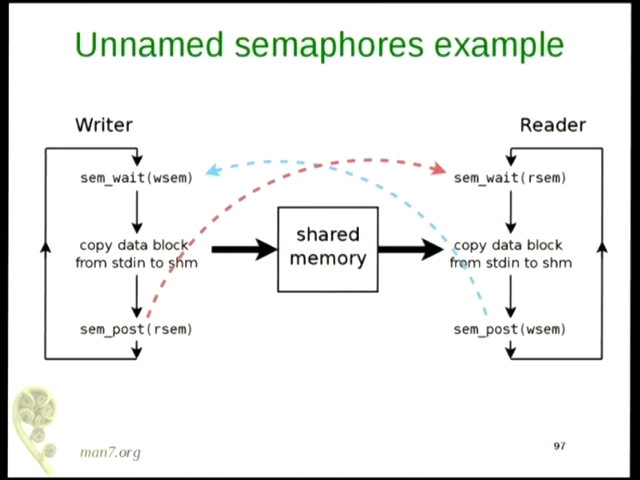 Unnamed semaphores example
Writer
sem_wait(wsem)
copy data block
from stdin to shm
sem_post(rsem)
shared
memory
Reader
sem_wait(rsem)
copy data block
from stdin to shm
sem_post(wsem)
man7.org
97